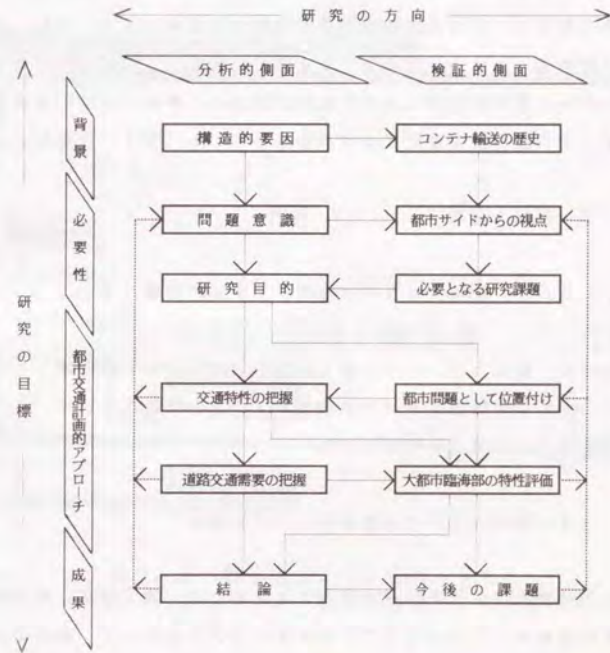 研究の方向
分析的側面
検証的側面
研究の目標
背景
必要性
都市交通計画的アプローチ
成果
構造的要因
コンテナ輸送の歴史
問題意識
都市サイドからの視点
研究目的
必要となる研究課題
交通特性の把握
都市問題として位置付け
道路交通需要の把握
大都市臨海部の特性評価
結論
今後の課題